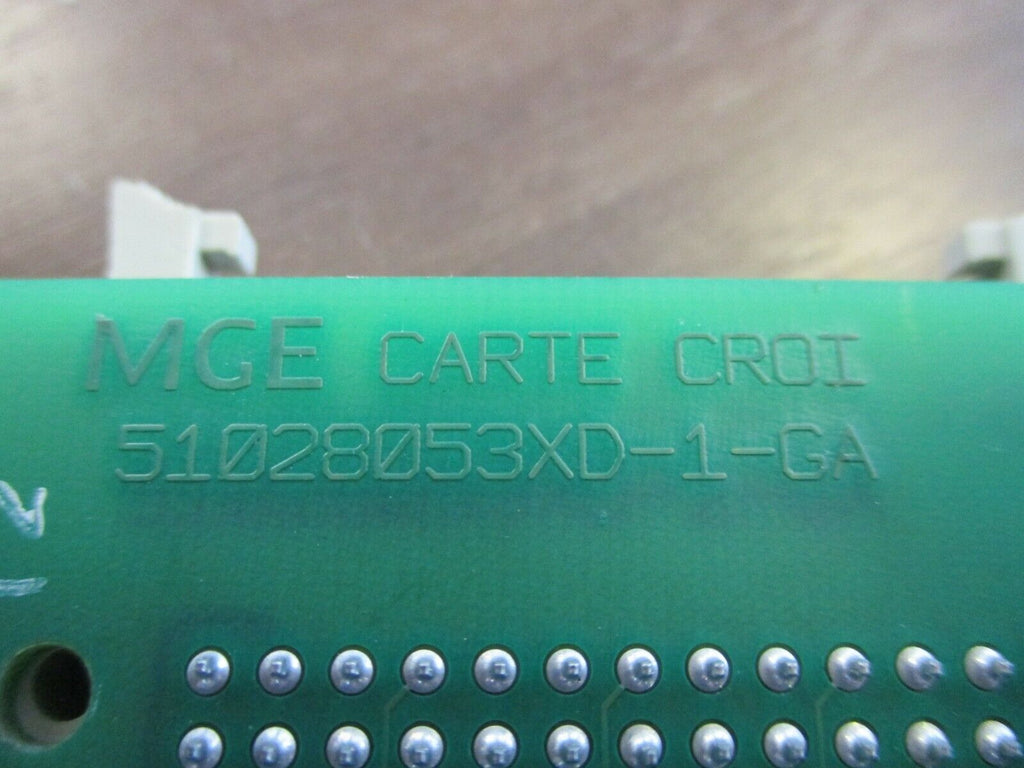 MGE CARTE CROI
51028053XD-1-GA